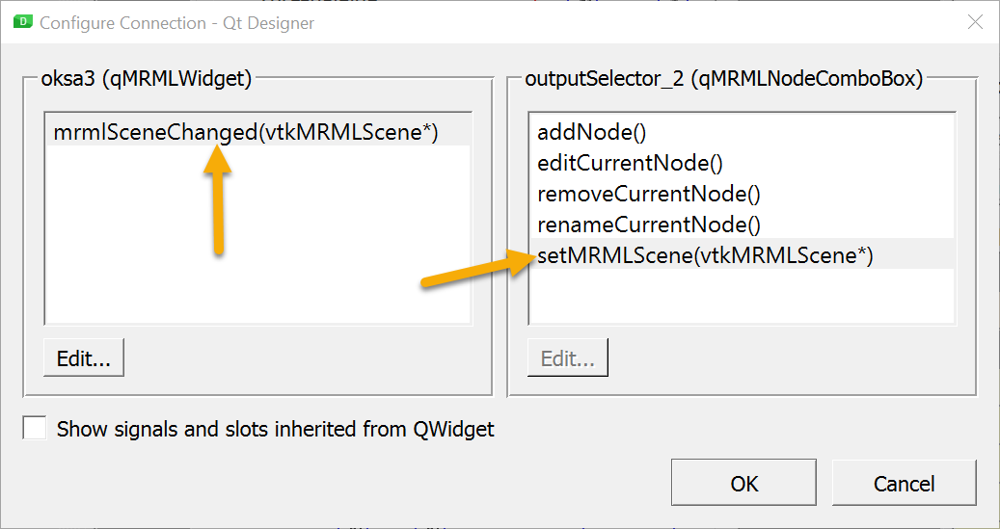 Configure Connection - Qt Designer
oksa3 (qMRMLWidget)
mrmlSceneChanged(vtkMRMLScene*)
Edit...
outputSelector_2 (qMRMLNodeComboBox)
addNode()
editCurrentNode()
removeCurrentNode()
renameCurrentNode()
setMRMLScene(vtkMRMLScene*)
Edit...
Show signals and slots inherited from QWidget
OK
Cancel